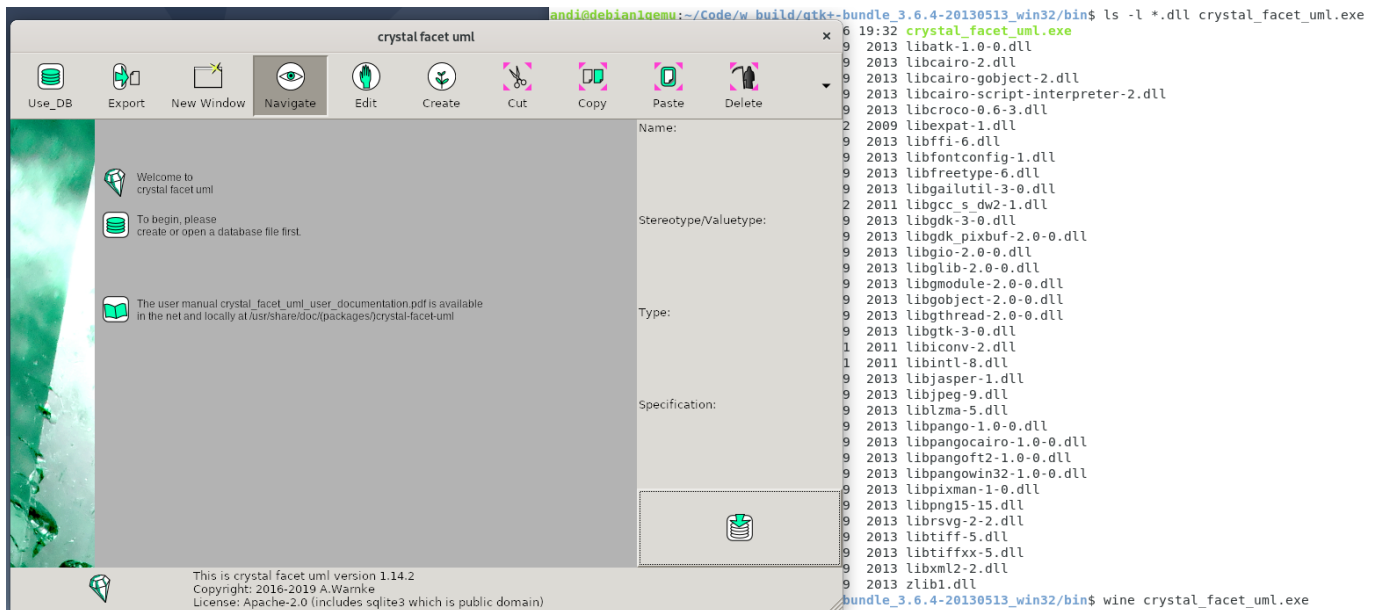 crystal facet uml
×
Use_DB
Export
New Window
Navigate
Edit
Create
Cut
Copy
Paste
Delete
Welcome to
crystal facet uml
To begin, please
create or open a database file first.
The user manual crystal_facet_uml_user_documentation.pdf is available
in the net and locally at /usr/share/doc/(packages/)crystal-facet-uml
Name:
Stereotype/Valuetype:
Type:
Specification:
This is crystal facet uml version 1.14.2
Copyright: 2016-2019 A.Warnke
License: Apache-2.0 (includes sqlite3 which is public domain)
andi@debian1qemu:~/Code/w_build/gtk+-bundle_3.6.4-20130513_win32/bin$ ls -l *.dll crystal_facet_uml.exe
6 19:32 crystal_facet_uml.exe
9 2013 libatk-1.0-0.dll
9 2013 libcairo-2.dll
9 2013 libcairo-gobject-2.dll
9 2013 libcairo-script-interpreter-2.dll
9 2013 libcroco-0.6-3.dll
2 2009 libexpat-1.dll
9 2013 libffi-6.dll
9 2013 libfontconfig-1.dll
9 2013 libfreetype-6.dll
9 2013 libgailutil-3-0.dll
2 2011 libgcc_s_dw2-1.dll
9 2013 libgdk-3-0.dll
9 2013 libgdk_pixbuf-2.0-0.dll
9 2013 libgio-2.0-0.dll
9 2013 libglib-2.0-0.dll
9 2013 libgmodule-2.0-0.dll
9 2013 libgobject-2.0-0.dll
9 2013 libgthread-2.0-0.dll
9 2013 libgtk-3-0.dll
1 2011 libiconv-2.dll
1 2011 libintl-8.dll
9 2013 libjasper-1.dll
9 2013 libjpeg-9.dll
9 2013 liblzma-5.dll
9 2013 libpango-1.0-0.dll
9 2013 libpangocairo-1.0-0.dll
9 2013 libpangoft2-1.0-0.dll
9 2013 libpangowin32-1.0-0.dll
9 2013 libpixman-1-0.dll
9 2013 libpng15-15.dll
9 2013 librsvg-2-2.dll
9 2013 libtiff-5.dll
9 2013 libtiffxx-5.dll
9 2013 libxml2-2.dll
9 2013 zlib1.dll
bundle_3.6.4-20130513_win32/bin$ wine crystal_facet_uml.exe